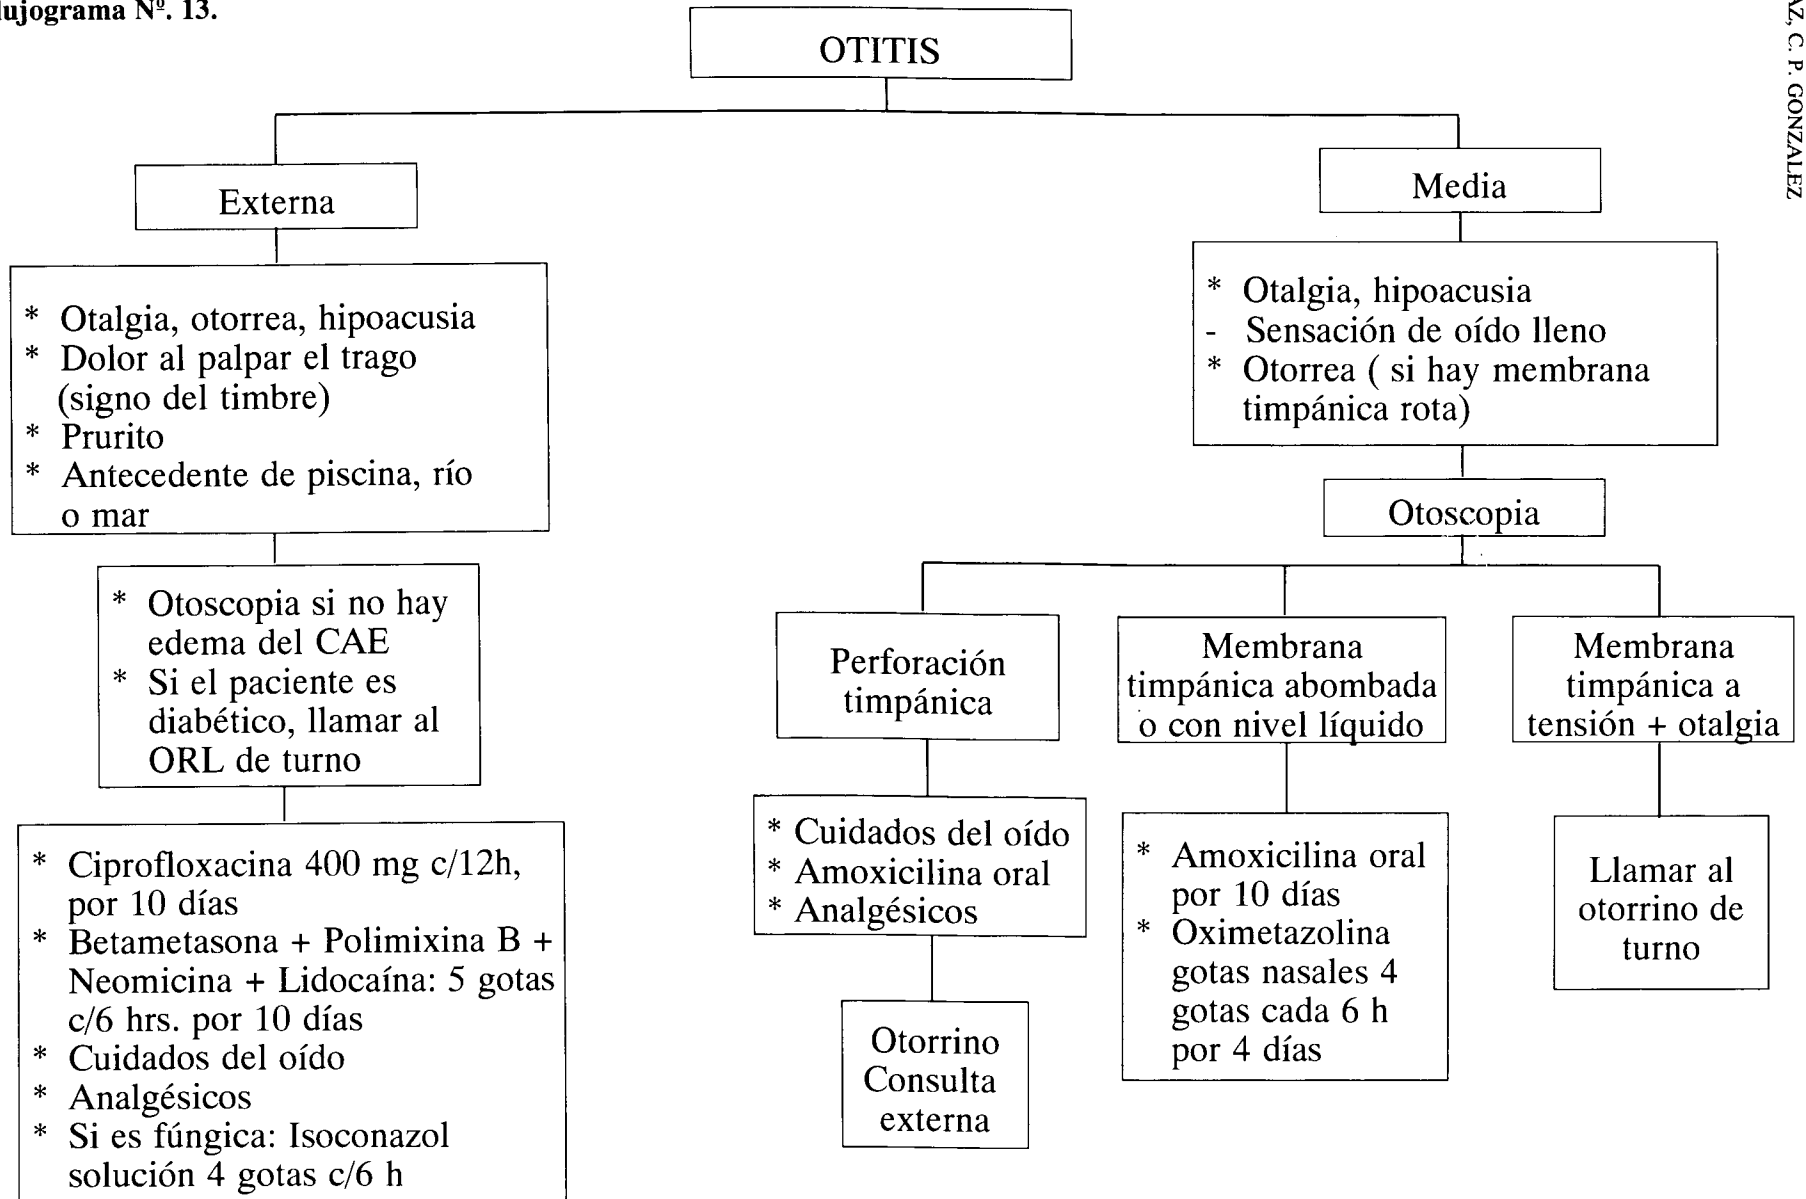 lujograma Nº. 13.
AZ, C. P. GONZALEZ
OTITIS
Externa
* Otalgia, otorrea, hipoacusia
* Dolor al palpar el trago
(signo del timbre)
* Prurito
* Antecedente de piscina, río
o mar
* Otoscopia si no hay
edema del CAE
* Si el paciente es
diabético, llamar al
ORL de turno
* Ciprofloxacina 400 mg c/12h,
por 10 días
* Betametasona + Polimixina B +
Neomicina + Lidocaína: 5 gotas
c/6 hrs. por 10 días
* Cuidados del oído
* Analgésicos
* Si es fúngica: Isoconazol
solución 4 gotas c/6 h
Media
* Otalgia, hipoacusia
- Sensación de oído lleno
* Otorrea ( si hay membrana
timpánica rota)
Otoscopia
Perforación
timpánica
* Cuidados del oído
* Amoxicilina oral
* Analgésicos
Otorrino
Consulta
externa
Membrana
timpánica abombada
o con nivel líquido
* Amoxicilina oral
por 10 días
* Oximetazolina
gotas nasales 4
gotas cada 6 h
por 4 días
Membrana
timpánica a
tensión + otalgia
Llamar al
otorrino de
turno